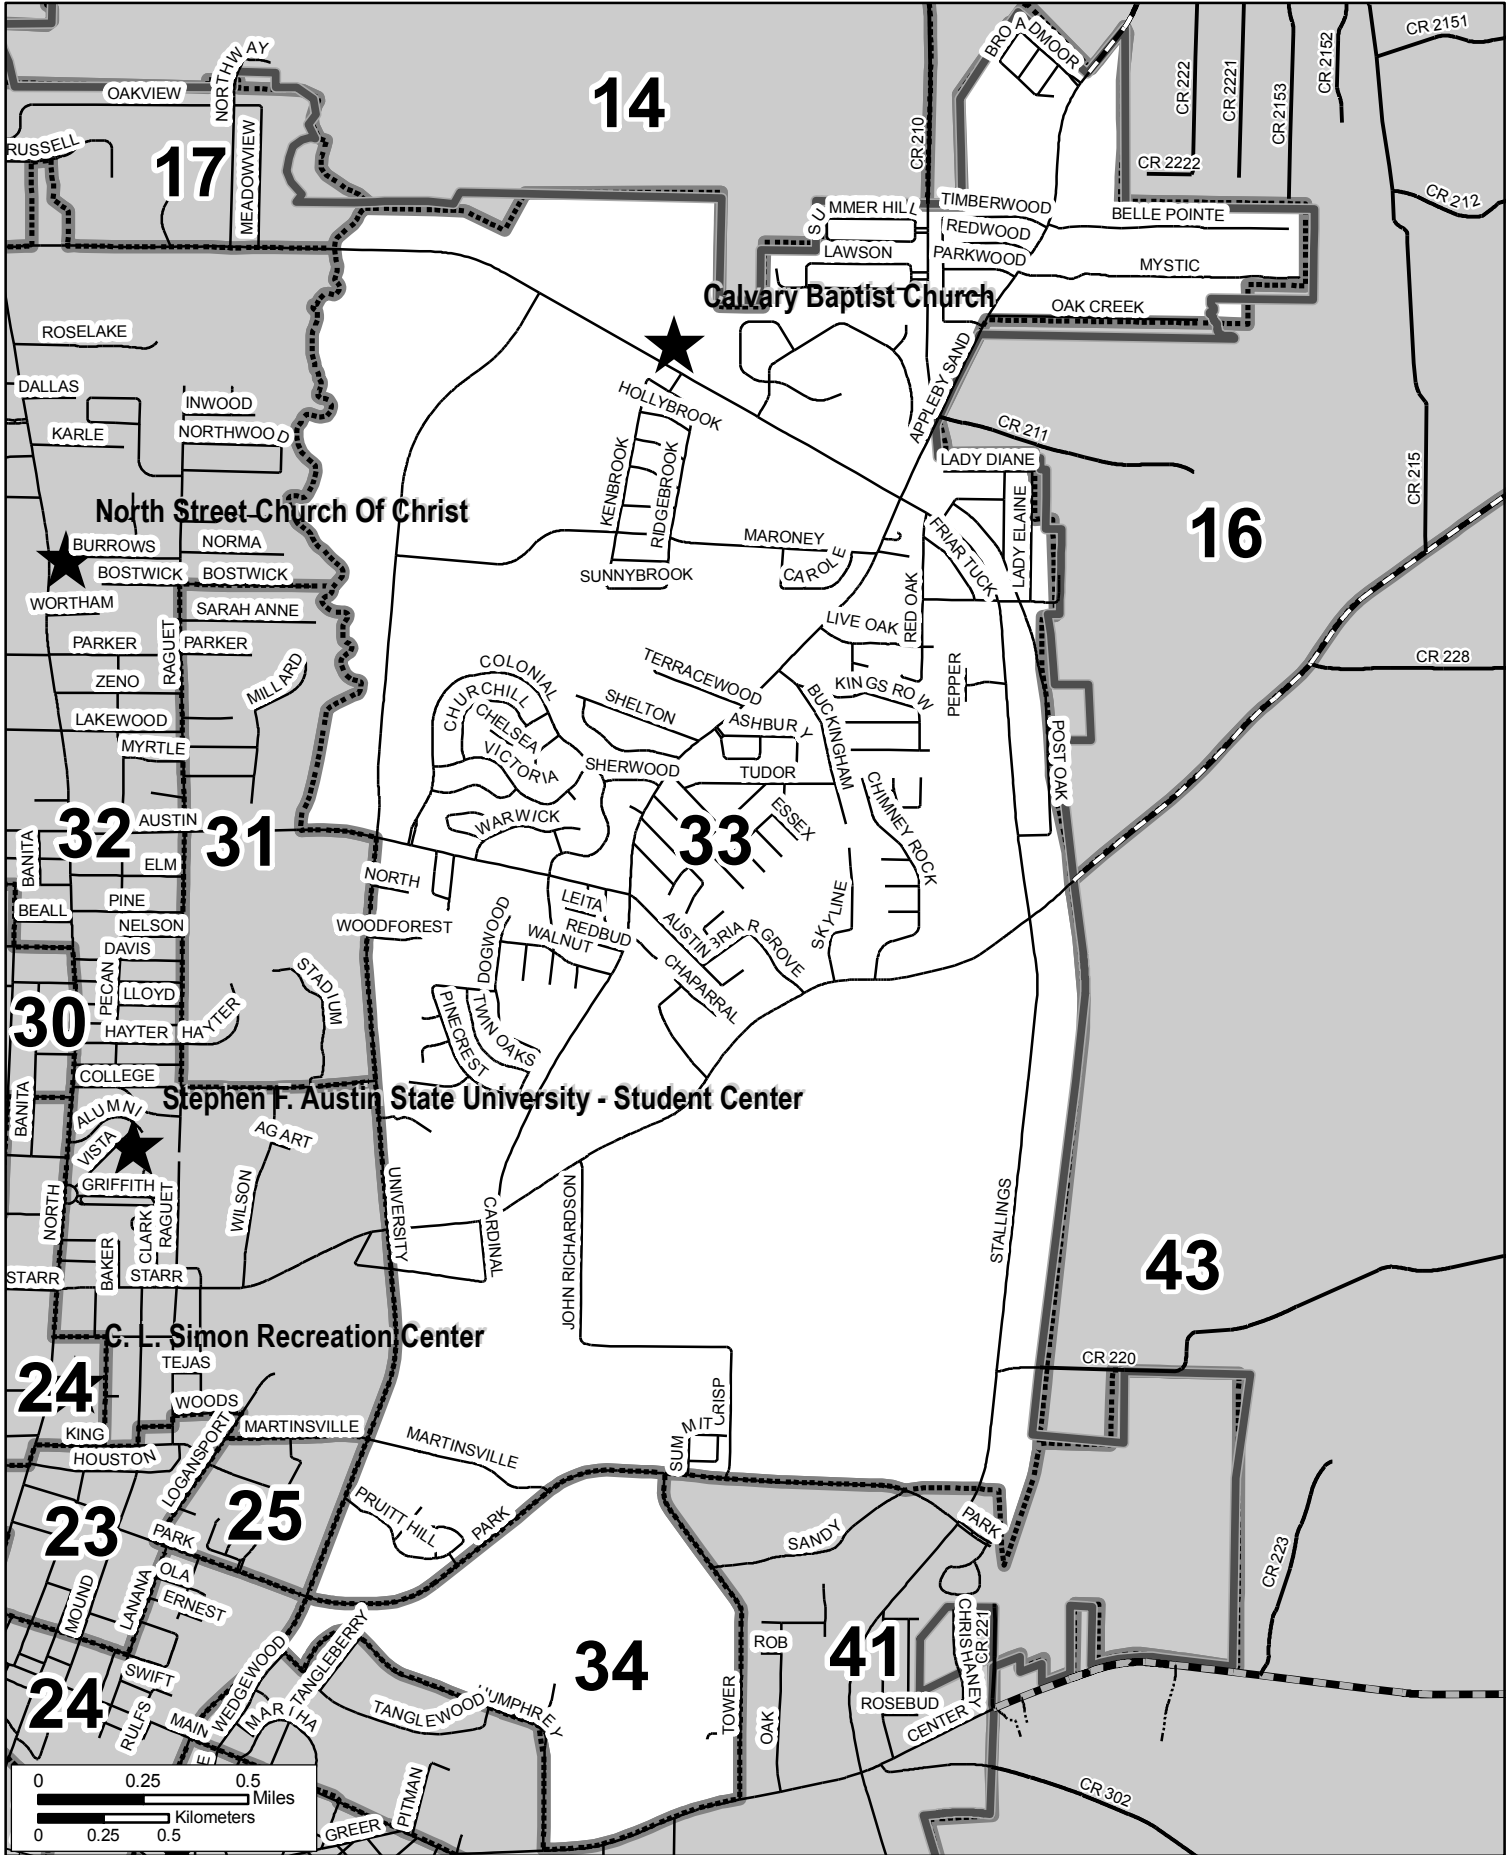 NORTHWAY
BROADMOOR
CR 2151
CR 222
CR 2221
CR 2153
CR 2152
OAKVIEW
14
CR 210
RUSSELL
17
MEADOWVIEW
CR 2222
CR 212
SUMMER HILL
TIMBERWOOD
BELLE POINTE
REDWOOD
LAWSON
PARKWOOD
MYSTIC
Calvary Baptist Church
OAK CREEK
ROSELAKE
APPLEBY SAND
DALLAS
INWOOD
HOLLYBROOK
KARLE
NORTHWOOD
CR 211
LADY DIANE
CR 215
KENBROOK
RIDGEBROOK
North Street Church Of Christ
LADY ELAINE
16
FRIAR TUCK
BURROWS
NORMA
MARONEY
CAROLE
BOSTWICK
BOSTWICK
SUNNYBROOK
WORTHAM
SARAH ANNE
RED OAK
LIVE OAK
PARKER
RAGUET
PARKER
CR 228
ZENO
MILLARD
COLONIAL
TERRACEWOOD
PEPPER
CHURCHILL
KINGS ROW
LAKEWOOD
CHELSEA
SHELTON
ASHBURY
BUCKINGHAM
MYRTLE
VICTORIA
SHERWOOD
TUDOR
POST OAK
CHIMNEY ROCK
ESSEX
32
AUSTIN
31
WARWICK
33
BANITA
ELM
NORTH
PINE
LEITA
BEALL
NELSON
WOODFOREST
DOGWOOD
REDBUD
WALNUT
AUSTIN
BRIARGROVE
SKYLINE
DAVIS
PECAN
STADIUM
CHAPARRAL
LLOYD
30
HAYTER
HAYTER
PINECREST
TWIN OAKS
COLLEGE
Stephen F. Austin State University - Student Center
BANITA
ALUMNI
VISTA
AG ART
GRIFFITH
NORTH
CLARK
RAGUET
WILSON
UNIVERSITY
CARDINAL
JOHN RICHARDSON
STALLINGS
BAKER
43
STARR
STARR
C. L. Simon Recreation Center
TEJAS
CR 220
24
WOODS
CRISP
KING
MARTINSVILLE
SUMMIT
HOUSTON
LOGANSPORT
MARTINSVILLE
23
25
PRUITT HILL
PARK
PARK
SANDY
PARK
CR 223
OLA
MOUND
LANANA
ERNEST
CHRISHANEY
CR 221
WEDGEWOOD
TANGLEBERRY
34
ROB
41
SWIFT
24
RULFS
MAIN
MARTHA
TANGLEWOOD
HUMPHREY
TOWER
OAK
ROSEBUD
CENTER
E
0 0.25 0.5
Miles
Kilometers
0 0.25 0.5
GREER
PITMAN
CR 302